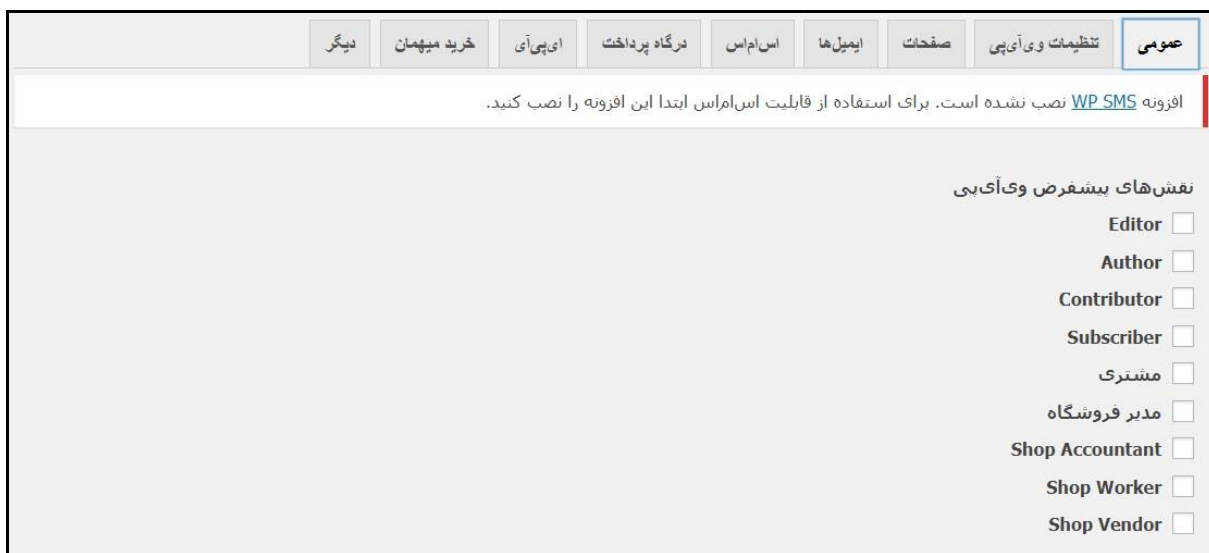 عمومی تنظیمات وی‌آی‌پی صفحات ایمیل‌ها اس‌ام‌اس درگاه پرداخت ای‌پی‌آی خرید میهمان دیگر
افزونه WP SMS نصب نشده است. برای استفاده از قابلیت اس‌ام‌اس ابتدا این افزونه را نصب کنید.
نقش‌های پیشفرض وی‌آی‌پی
Editor
Author
Contributor
Subscriber
مشتری
مدیر فروشگاه
Shop Accountant
Shop Worker
Shop Vendor